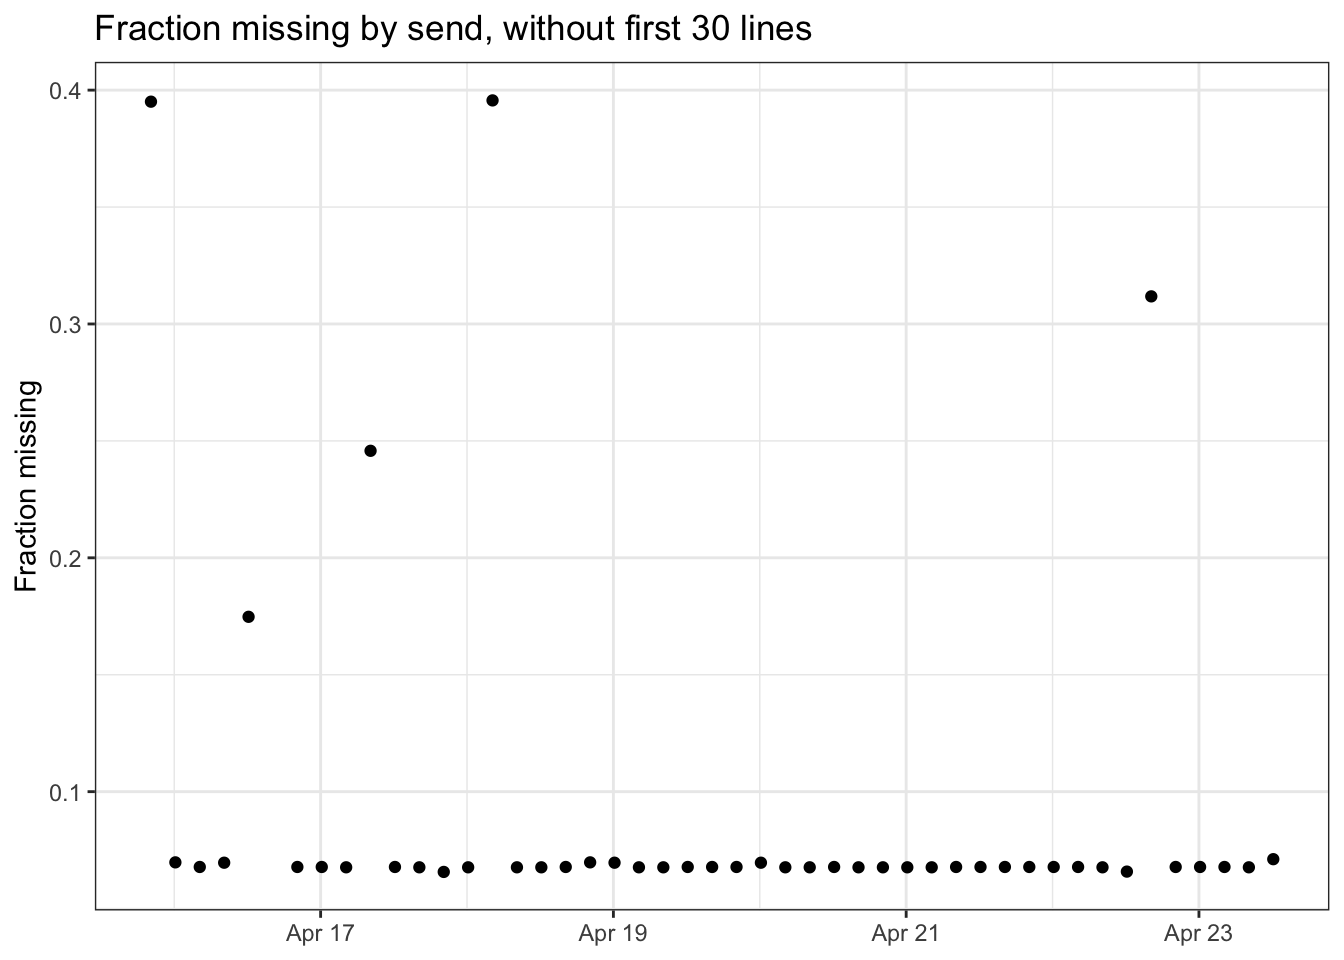 Fraction missing by send, without first 30 lines
Fraction missing
0.4
0.3
0.2
0.1
Apr 17
Apr 19
Apr 21
Apr 23